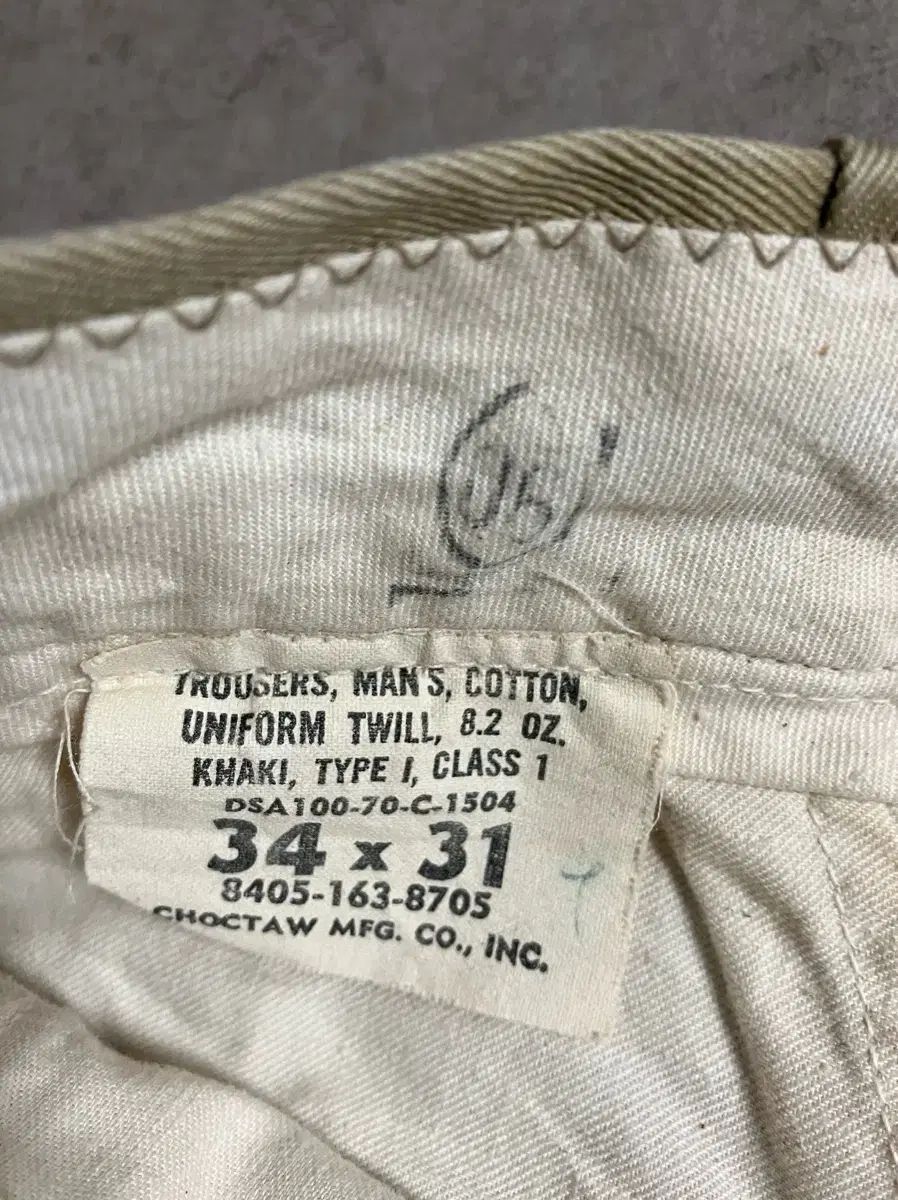 TROUSERS, MAN'S, COTTON,
UNIFORM TWILL, 8.2 OZ.
KHAKI, TYPE I, CLASS 1
DSA100-70-C-1504
34 x 31
8405-163-8705
CHOCTAW MFG. CO., INC.